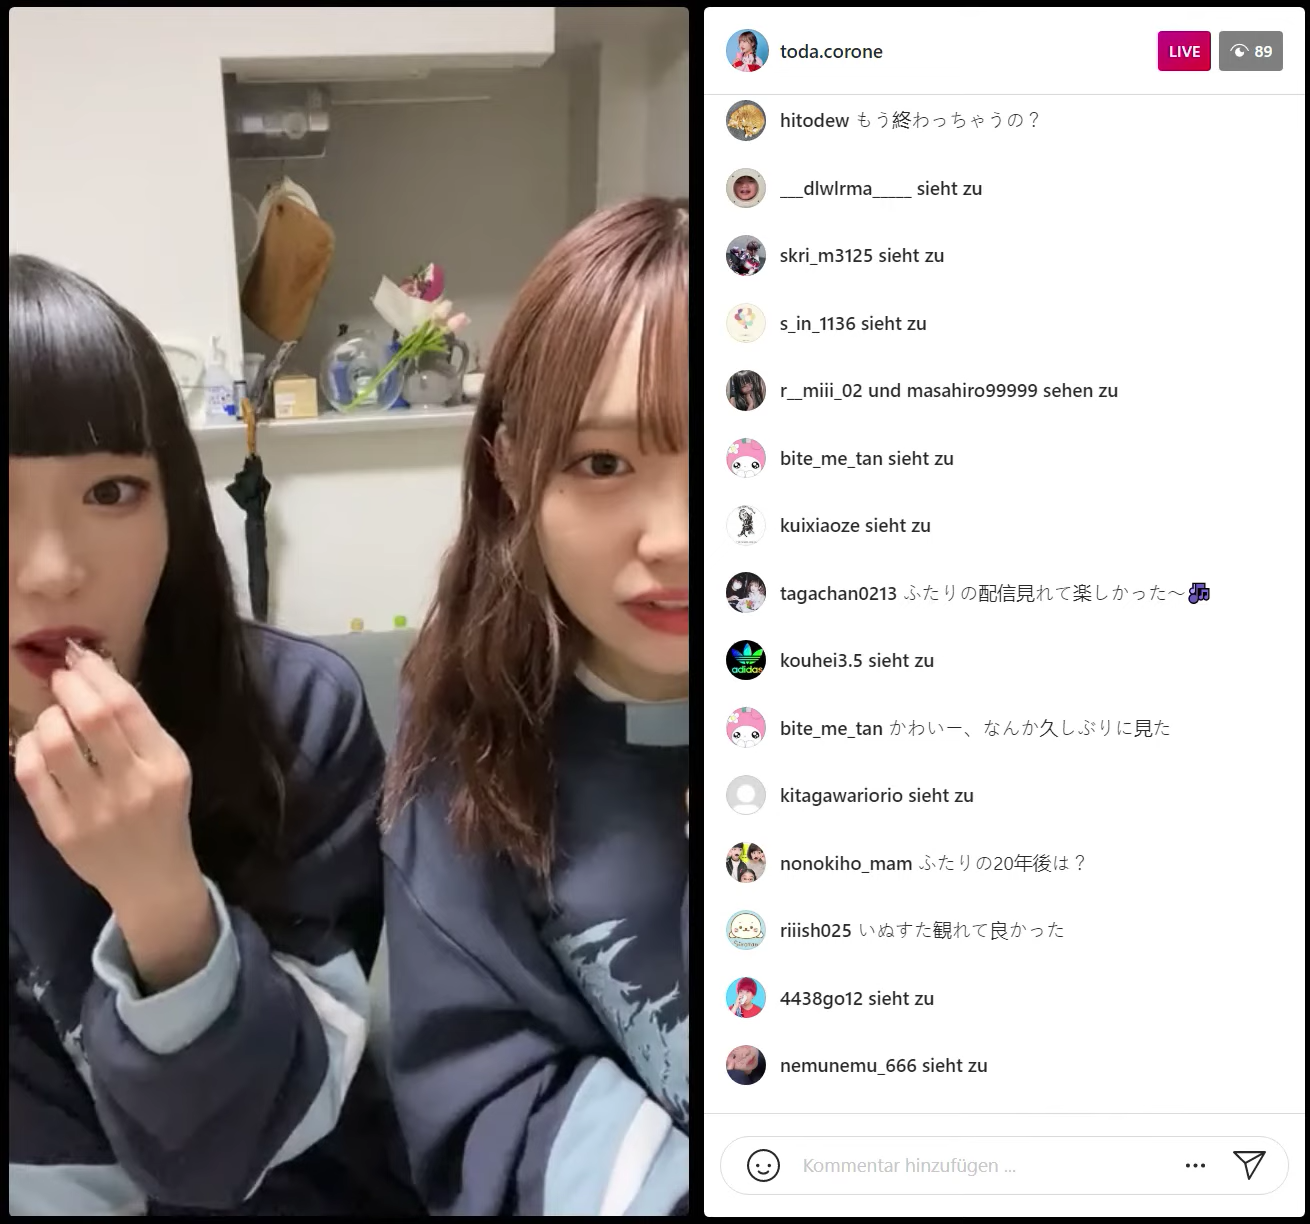 toda.corone
LIVE
89
hitodew もう終わっちゃうの？
___dlwlrma_____ sieht zu
skri_m3125 sieht zu
s_in_1136 sieht zu
r__miii_02 und masahiro99999 sehen zu
bite_me_tan sieht zu
kuixiaoze sieht zu
tagachan0213 ふたりの配信見れて楽しかった〜🎶
adidas
kouhei3.5 sieht zu
bite_me_tan かわいー、なんか久しぶりに見た
kitagawariorio sieht zu
nonokiho_mam ふたりの20年後は？
riiish025 いぬすた観れて良かった
4438go12 sieht zu
nemunemu_666 sieht zu
Kommentar hinzufügen ...